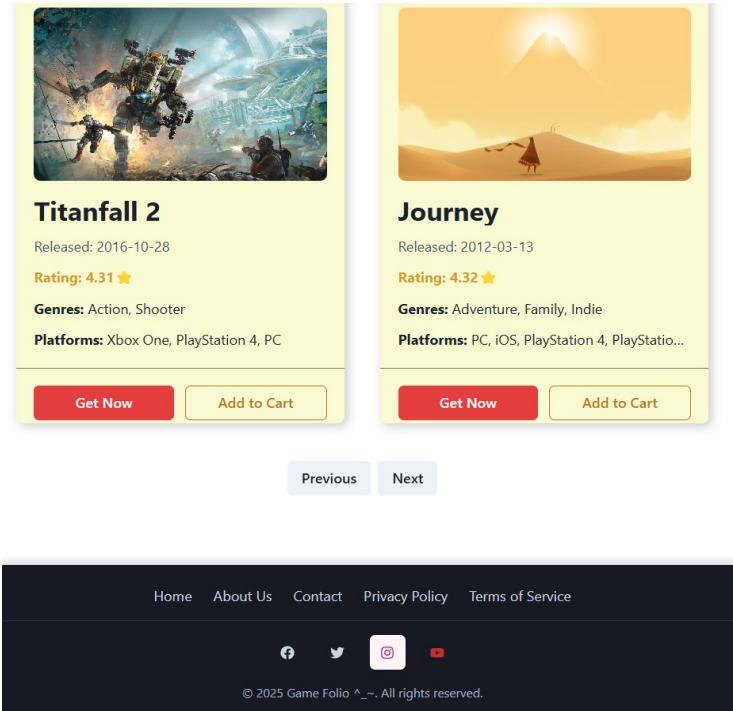 Titanfall 2
Released: 2016-10-28
Rating: 4.31
Genres: Action, Shooter
Platforms: Xbox One, PlayStation 4, PC
Get Now
Add to Cart
Journey
Released: 2012-03-13
Rating: 4.32
Genres: Adventure, Family, Indie
Platforms: PC, iOS, PlayStation 4, PlayStatio...
Get Now
Add to Cart
Previous
Next
Home About Us Contact Privacy Policy Terms of Service
© 2025 Game Folio ^_~. All rights reserved.